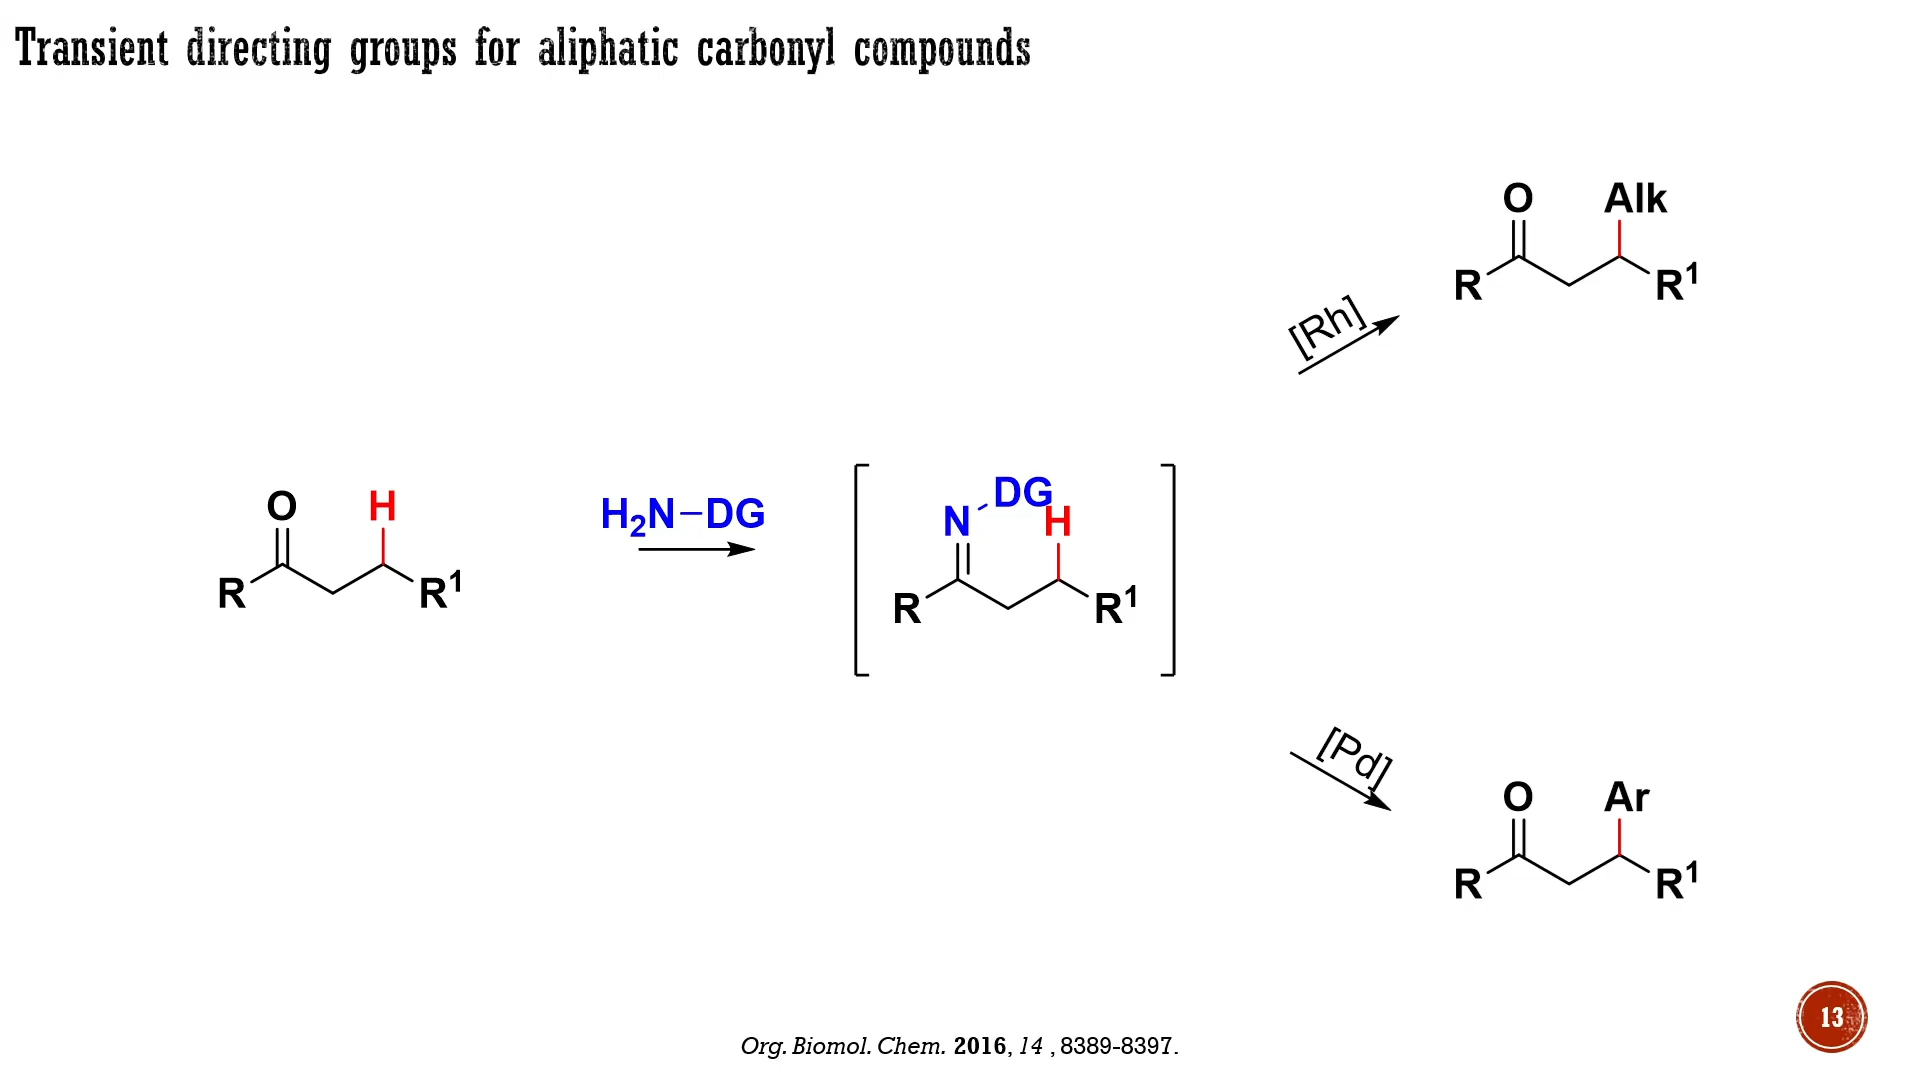 Transient directing groups for aliphatic carbonyl compounds
O Alk
R R¹
[Rh]
O H
R R¹
H₂N–DG
N DG H
R R¹
[Pd]
O Ar
R R¹
13
Org. Biomol. Chem. 2016, 14 , 8389-8397.